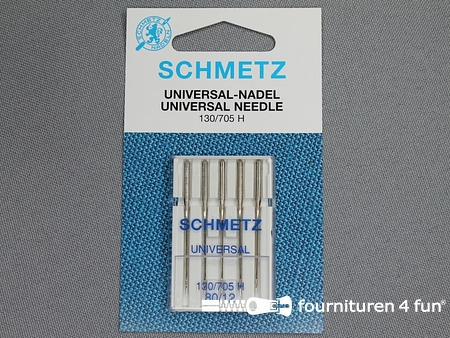 SCHMETZ
UNIVERSAL-NADEL
UNIVERSAL NEEDLE
130/705 H
SCHMETZ
UNIVERSAL
130/705 H
80/12
fournituren 4 fun®